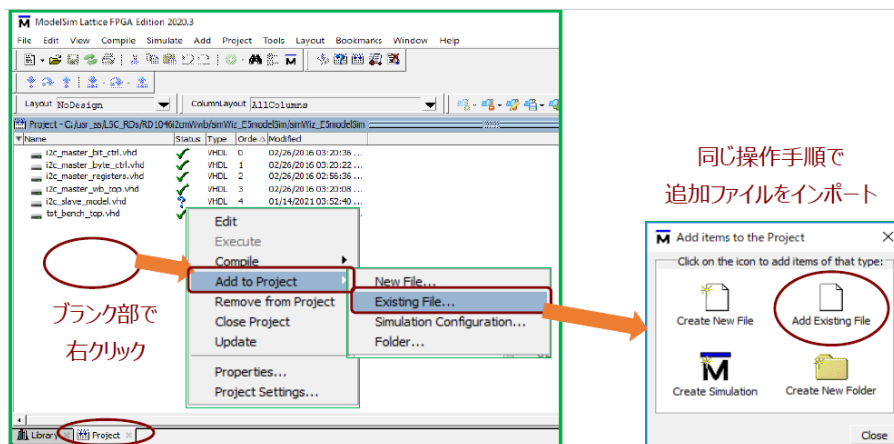 ModelSim Lattice FPGA Edition 2020.3
File Edit View Compile Simulate Add Project Tools Layout Bookmarks Window Help
Layout NoDesign ColumnLayout AllColumns
Name Status Type Orde Modified
i2c_master_bit_ctrl.vhd VHDL 0 02/26/2016 03:20:36 ...
i2c_master_byte_ctrl.vhd VHDL 1 02/26/2016 03:20:22 ...
i2c_master_registers.vhd VHDL 2 02/26/2016 02:56:36 ...
i2c_master_wb_top.vhd VHDL 3 02/26/2016 03:20:08 ...
i2c_slave_model.vhd VHDL 4 01/14/2021 03:52:40 ...
tst_bench_top.vhd
Edit
Execute
Compile
Add to Project
Remove from Project
Close Project
Update
Properties...
Project Settings...
New File...
Existing File...
Simulation Configuration...
Folder...
ブランク部で
右クリック
Library Project
同じ操作手順で
追加ファイルをインポート
Add items to the Project
Click on the icon to add items of that type:
Create New File Add Existing File
Create Simulation Create New Folder
Close